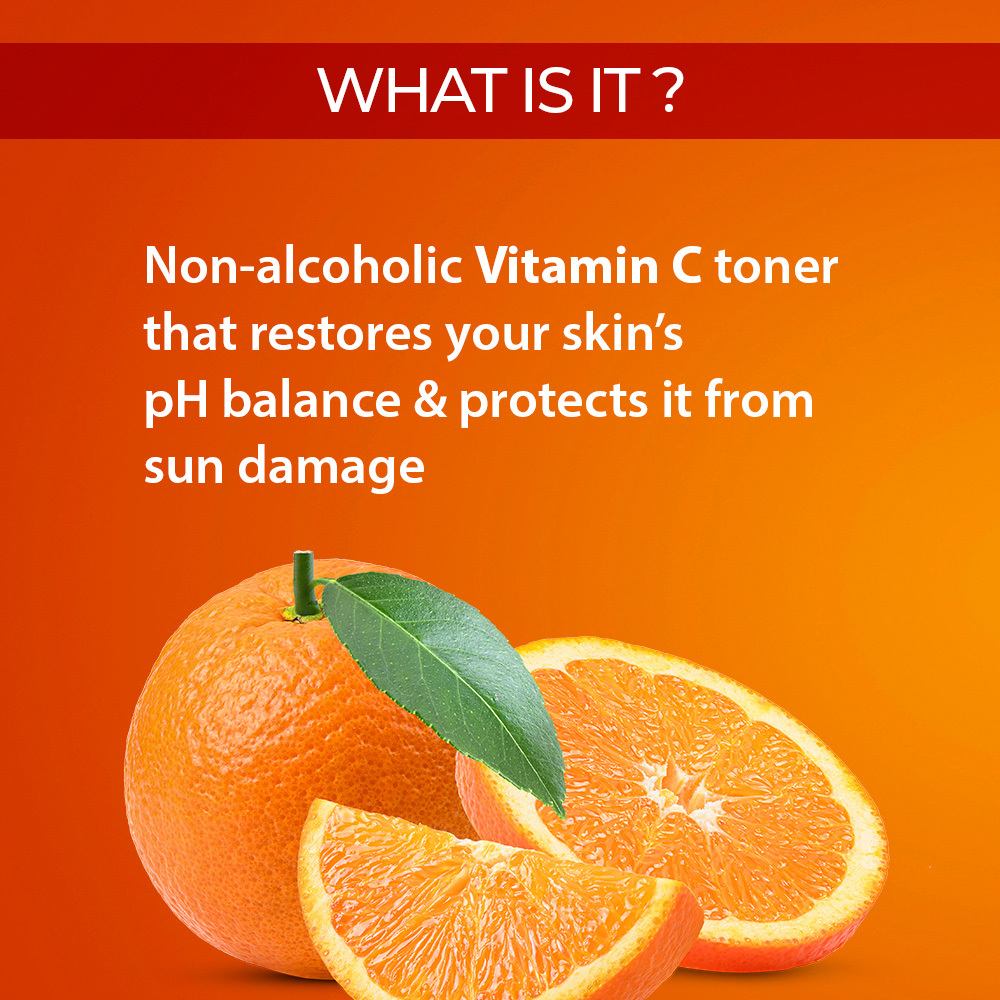 WHAT IS IT ?
Non-alcoholic Vitamin C toner
that restores your skin’s
pH balance & protects it from
sun damage